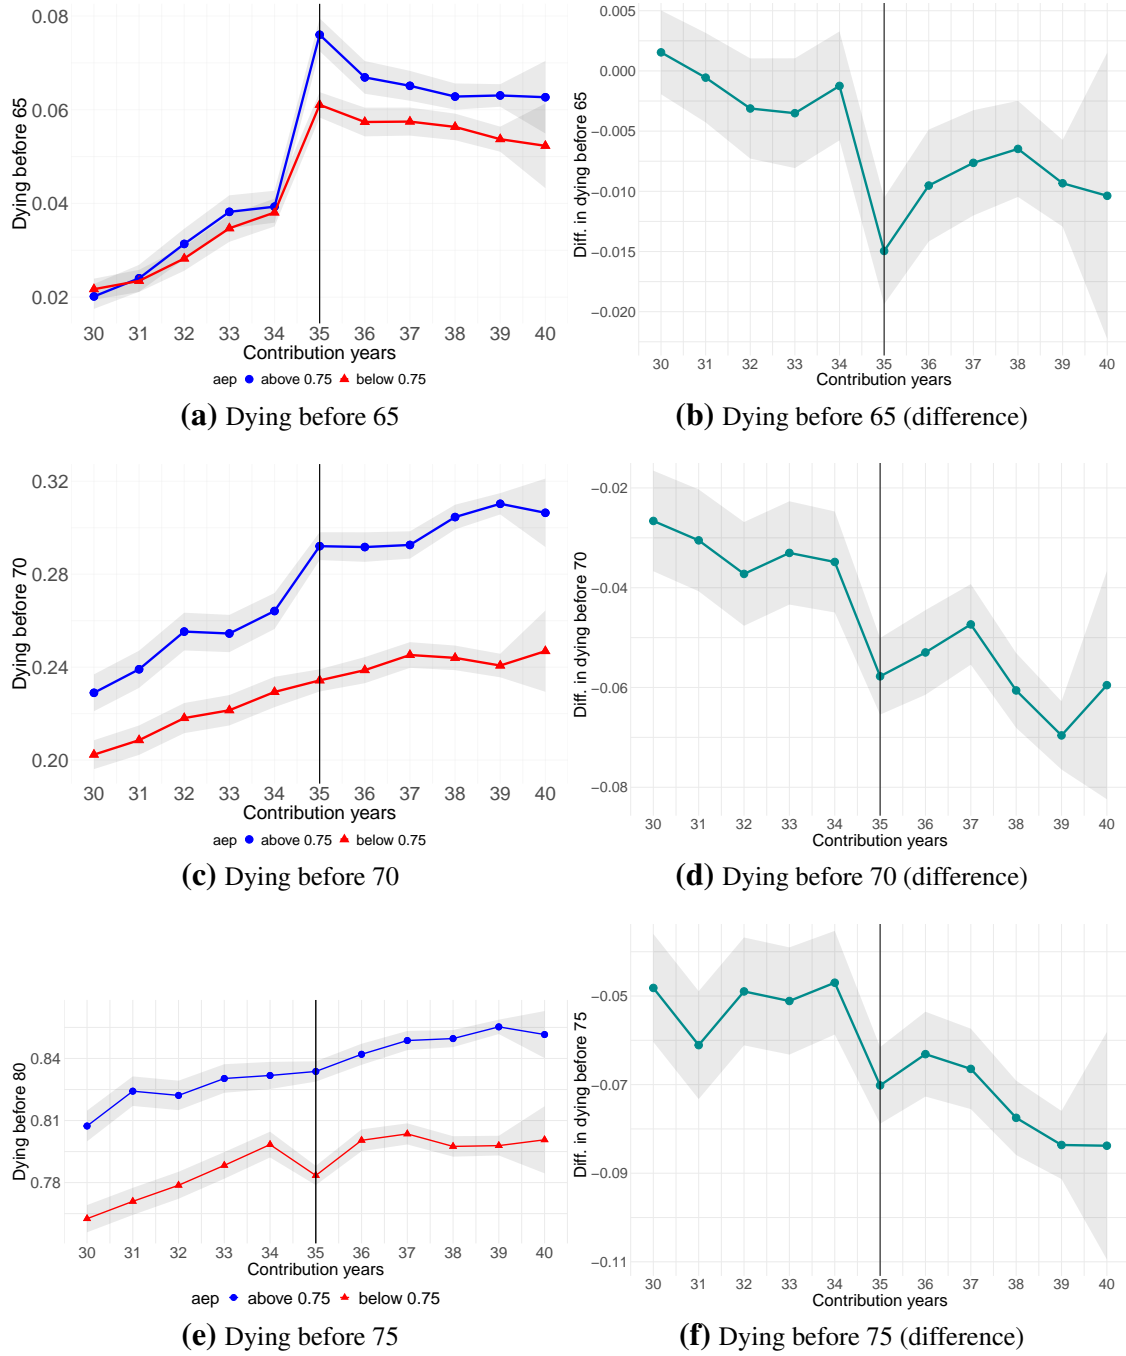 0.08
0.06
0.04
0.02
Dying before 65
30 31 32 33 34 35 36 37 38 39 40
Contribution years
aep above 0.75 below 0.75
(a) Dying before 65
0.005
0.000
−0.005
−0.010
−0.015
−0.020
Diff. in dying before 65
30 31 32 33 34 35 36 37 38 39 40
Contribution years
(b) Dying before 65 (difference)
0.32
0.28
0.24
0.20
Dying before 70
30 31 32 33 34 35 36 37 38 39 40
Contribution years
aep above 0.75 below 0.75
(c) Dying before 70
−0.02
−0.04
−0.06
−0.08
Diff. in dying before 70
30 31 32 33 34 35 36 37 38 39 40
Contribution years
(d) Dying before 70 (difference)
0.84
0.81
0.78
Dying before 80
30 31 32 33 34 35 36 37 38 39 40
Contribution years
aep above 0.75 below 0.75
(e) Dying before 75
−0.05
−0.07
−0.09
−0.11
Diff. in dying before 75
30 31 32 33 34 35 36 37 38 39 40
Contribution years
(f) Dying before 75 (difference)